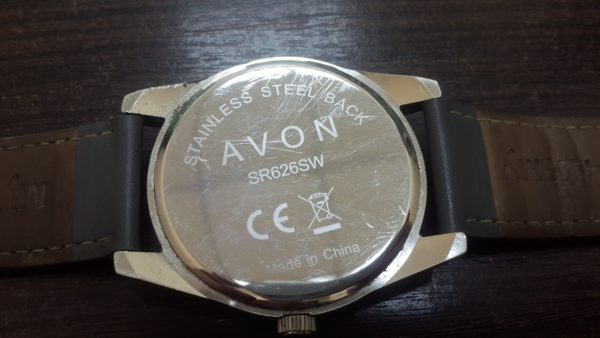 STAINLESS STEEL BACK
AVON
SR626SW
CE
Made in China